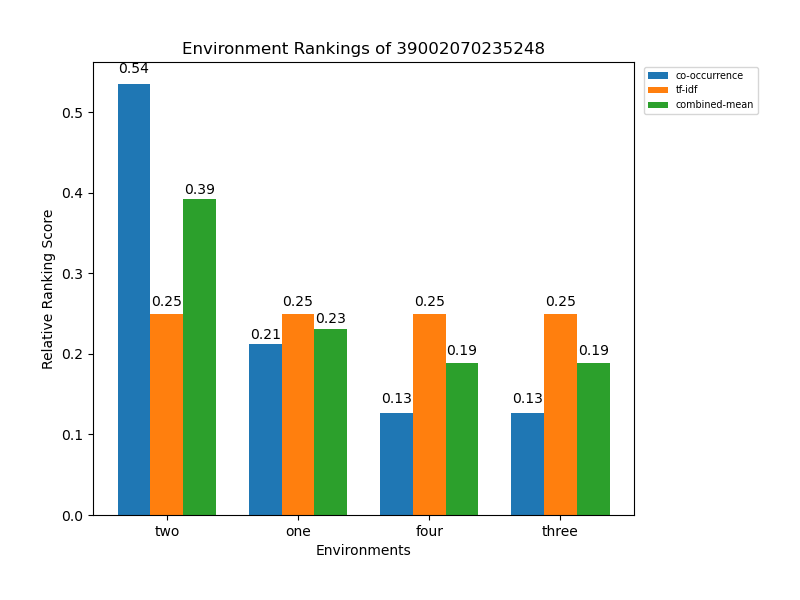 Environment Rankings of 39002070235248
co-occurrence
tf-idf
combined-mean
Relative Ranking Score
0.5
0.4
0.3
0.2
0.1
0.0
0.54
0.25
0.39
0.21
0.25
0.23
0.13
0.25
0.19
0.13
0.25
0.19
two one four three
Environments